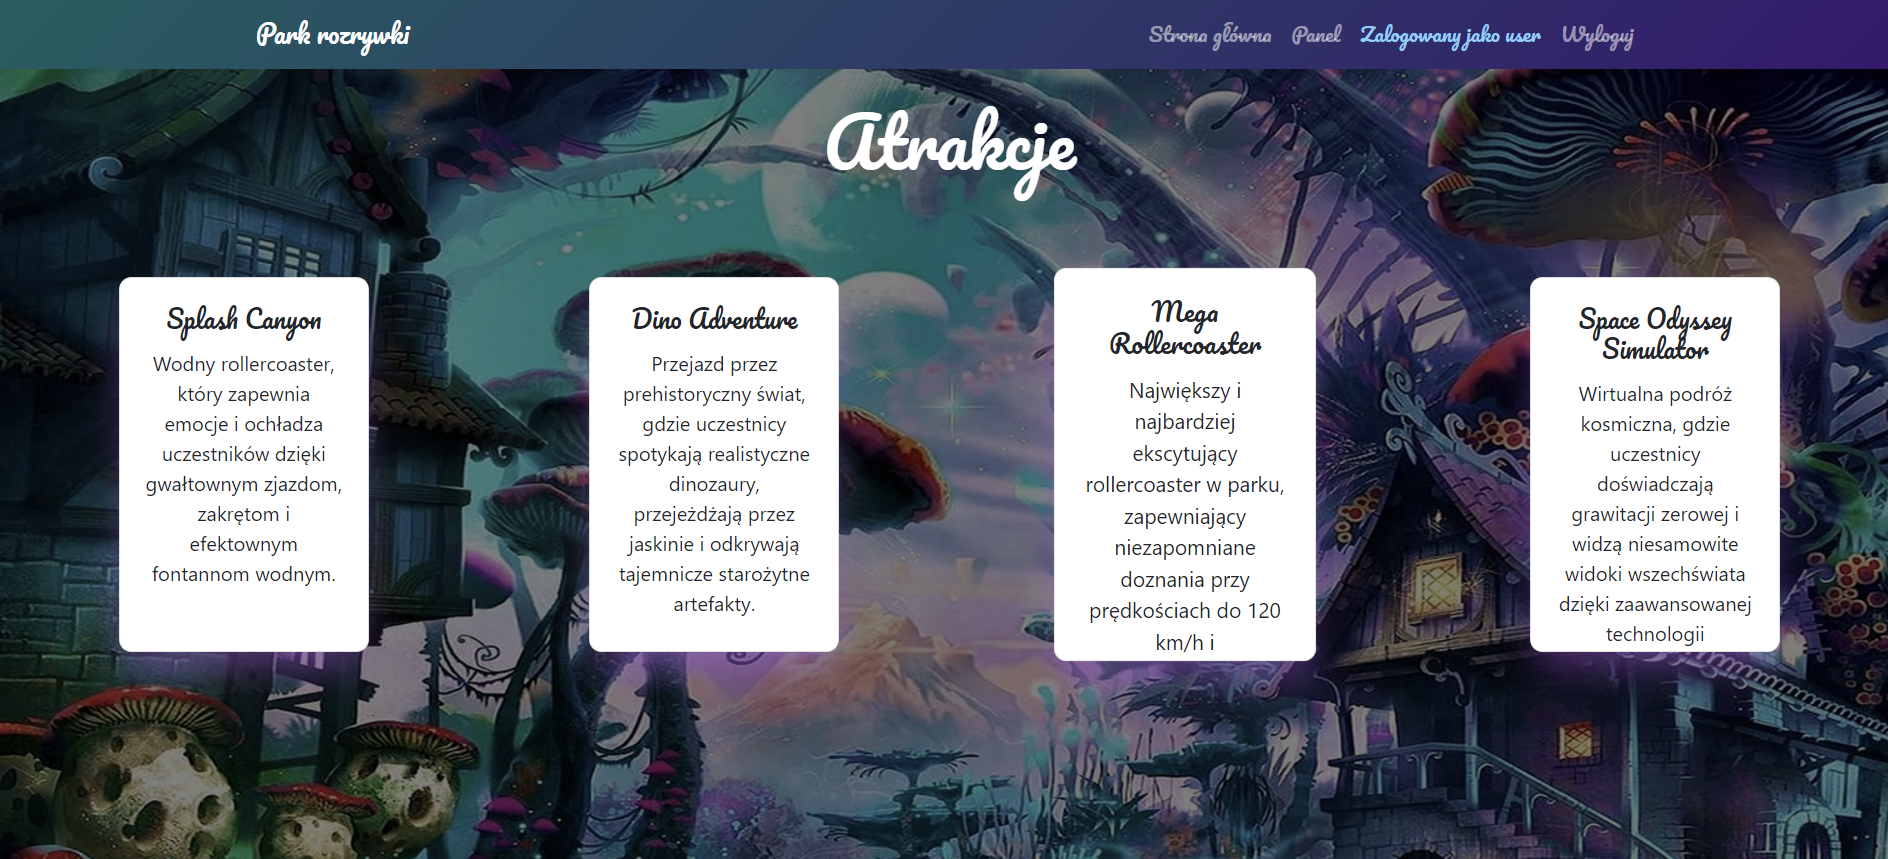 Park rozrywki
Strona główna Panel Zalogowany jako user Wyloguj
Atrakcje
Splash Canyon
Wodny rollercoaster,
który zapewnia
emocje i ochładza
uczestników dzięki
gwałtownym zjazdom,
zakrętom i
efektownym
fontannom wodnym.
Dino Adventure
Przejazd przez
prehistoryczny świat,
gdzie uczestnicy
spotykają realistyczne
dinozaury,
przejeżdżają przez
jaskinie i odkrywają
tajemnicze starożytne
artefakty.
Mega
Rollercoaster
Największy i
najbardziej
ekscytujący
rollercoaster w parku,
zapewniający
niezapomniane
doznania przy
prędkościach do 120
km/h i
Space Odyssey
Simulator
Wirtualna podróż
kosmiczna, gdzie
uczestnicy
doświadczają
grawitacji zerowej i
widzą niesamowite
widoki wszechświata
dzięki zaawansowanej
technologii